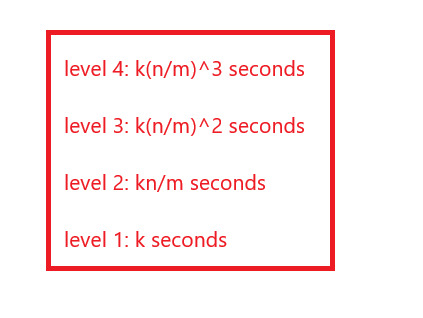 level 4: k(n/m)^3 seconds
level 3: k(n/m)^2 seconds
level 2: kn/m seconds
level 1: k seconds